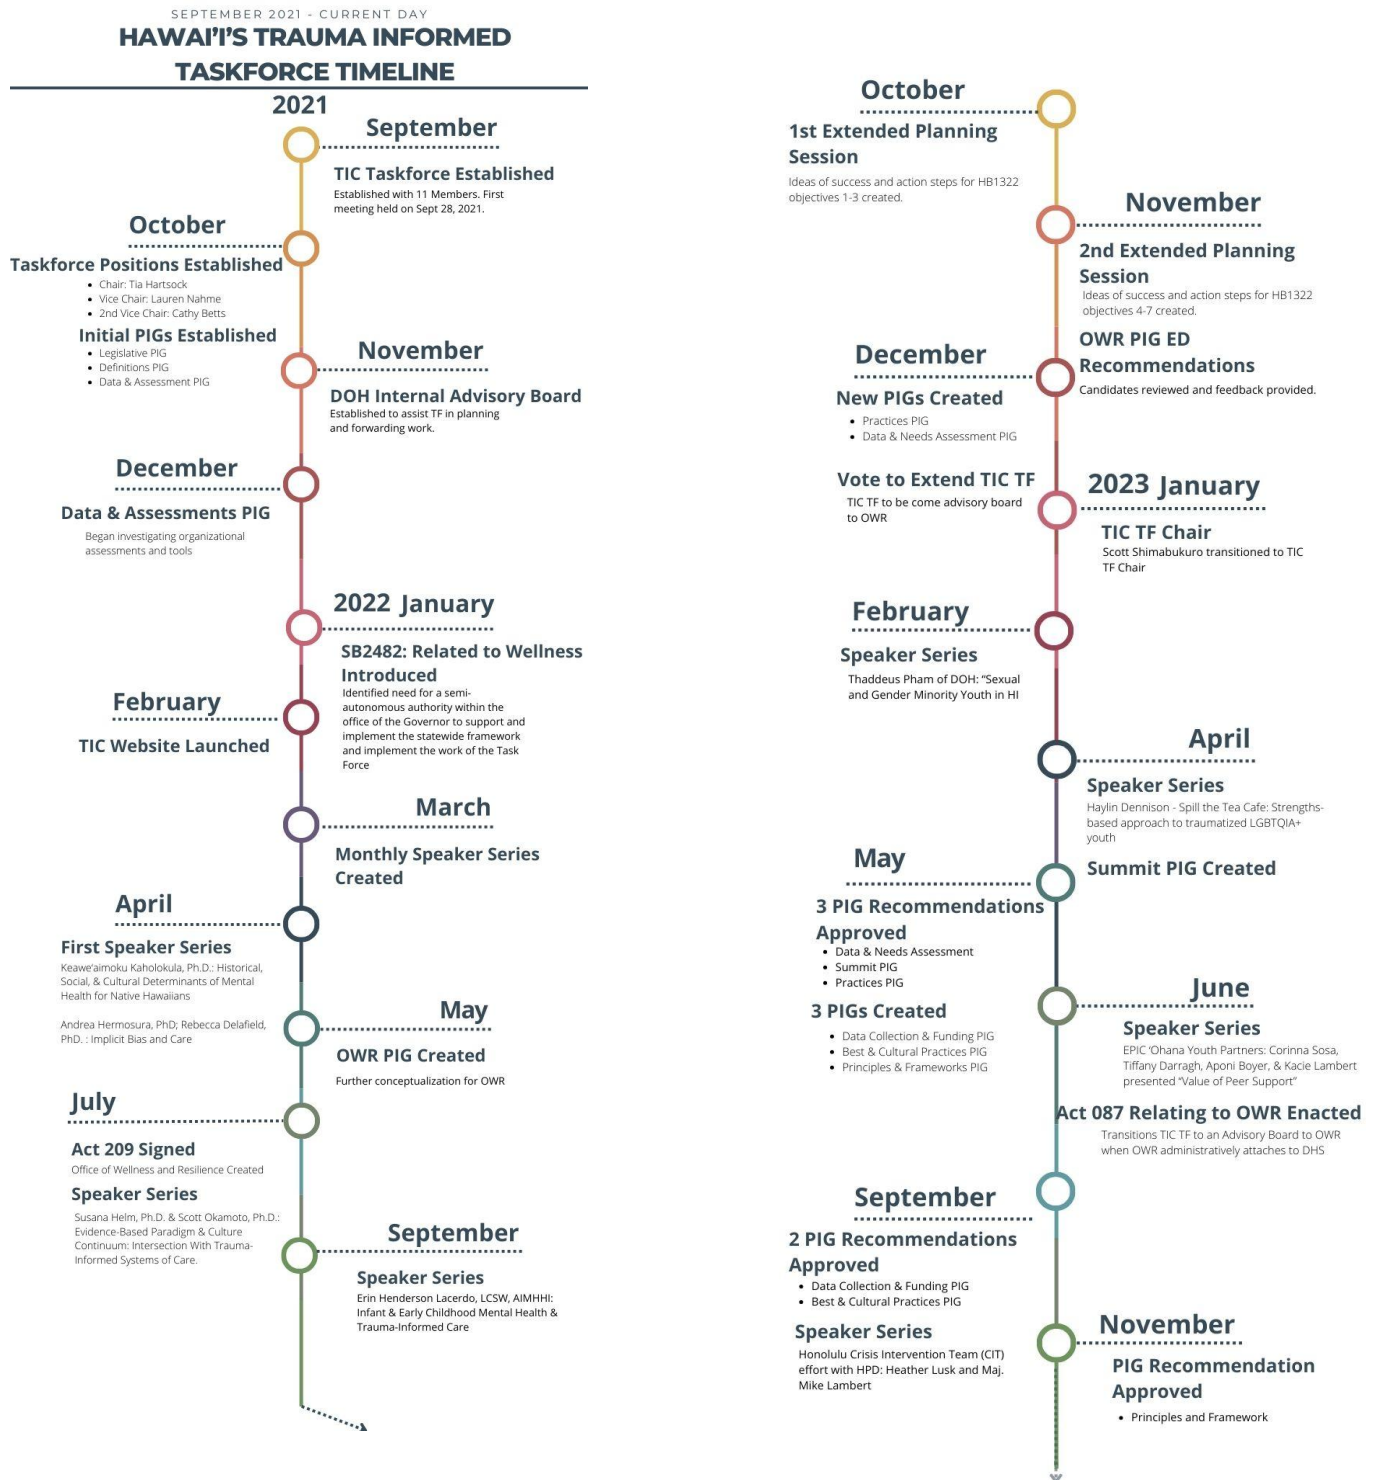 SEPTEMBER 2021 - CURRENT DAY
HAWAI'I'S TRAUMA INFORMED
TASKFORCE TIMELINE
2021
September
TIC Taskforce Established
Established with 11 Members. First
meeting held on Sept 28, 2021.
October
Taskforce Positions Established
• Chair: Tia Hartsock
• Vice Chair: Lauren Nahme
• 2nd Vice Chair: Cathy Betts
Initial PIGs Established
• Legislative PIG
• Definitions PIG
• Data & Assessment PIG
November
DOH Internal Advisory Board
Established to assist TF in planning
and forwarding work.
December
Data & Assessments PIG
Began investigating organizational
assessments and tools
2022 January
SB2482: Related to Wellness
Introduced
Identified need for a semi-
autonomous authority within the
office of the Governor to support and
implement the statewide framework
and implement the work of the Task
Force
February
TIC Website Launched
March
Monthly Speaker Series
Created
April
First Speaker Series
Keawe'aimoku Kaholokula, Ph.D.: Historical,
Social, & Cultural Determinants of Mental
Health for Native Hawaiians
Andrea Hermosura, PhD; Rebecca Delafield,
PhD. : Implicit Bias and Care
May
OWR PIG Created
Further conceptualization for OWR
July
Act 209 Signed
Office of Wellness and Resilience Created
Speaker Series
Susana Helm, Ph.D. & Scott Okamoto, Ph.D.:
Evidence-Based Paradigm & Culture
Continuum: Intersection With Trauma-
Informed Systems of Care.
September
Speaker Series
Erin Henderson Lacerdo, LCSW, AIMHHI:
Infant & Early Childhood Mental Health &
Trauma-Informed Care
October
1st Extended Planning
Session
Ideas of success and action steps for HB1322
objectives 1-3 created.
November
2nd Extended Planning
Session
Ideas of success and action steps for HB1322
objectives 4-7 created.
OWR PIG ED
Recommendations
Candidates reviewed and feedback provided.
December
New PIGs Created
• Practices PIG
• Data & Needs Assessment PIG
Vote to Extend TIC TF
TIC TF to be come advisory board
to OWR
2023 January
TIC TF Chair
Scott Shimabukuro transitioned to TIC
TF Chair
February
Speaker Series
Thaddeus Pham of DOH: "Sexual
and Gender Minority Youth in HI
April
Speaker Series
Haylin Dennison - Spill the Tea Cafe: Strengths-
based approach to traumatized LGBTQIA+
youth
Summit PIG Created
May
3 PIG Recommendations
Approved
• Data & Needs Assessment
• Summit PIG
• Practices PIG
3 PIGs Created
• Data Collection & Funding PIG
• Best & Cultural Practices PIG
• Principles & Frameworks PIG
June
Speaker Series
EPIC 'Ohana Youth Partners: Corinna Sosa,
Tiffany Darragh, Aponi Boyer, & Kacie Lambert
presented "Value of Peer Support"
Act 087 Relating to OWR Enacted
Transitions TIC TF to an Advisory Board to OWR
when OWR administratively attaches to DHS
September
2 PIG Recommendations
Approved
• Data Collection & Funding PIG
• Best & Cultural Practices PIG
Speaker Series
Honolulu Crisis Intervention Team (CIT)
effort with HPD: Heather Lusk and Maj.
Mike Lambert
November
PIG Recommendation
Approved
• Principles and Framework